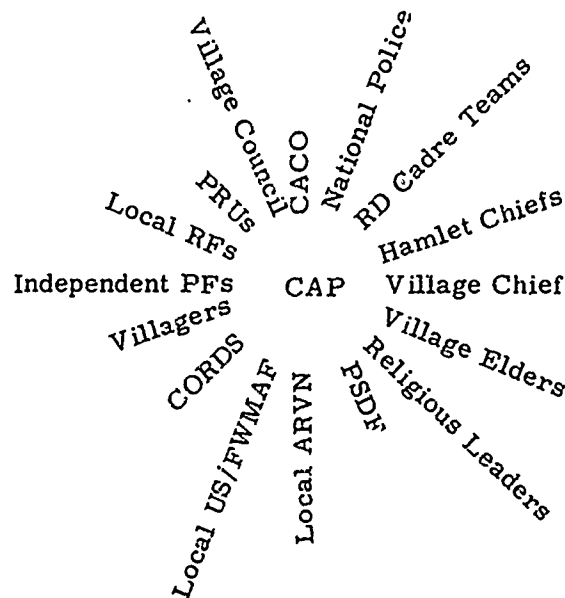 Village Council
CACO
National Police
RD Cadre Teams
Hamlet Chiefs
Village Chief
Village Elders
Religious Leaders
PSDF
Local ARVN
Local US/FWMAF
CORDS
Villagers
Independent PFs
Local RFs
PRUs
CAP